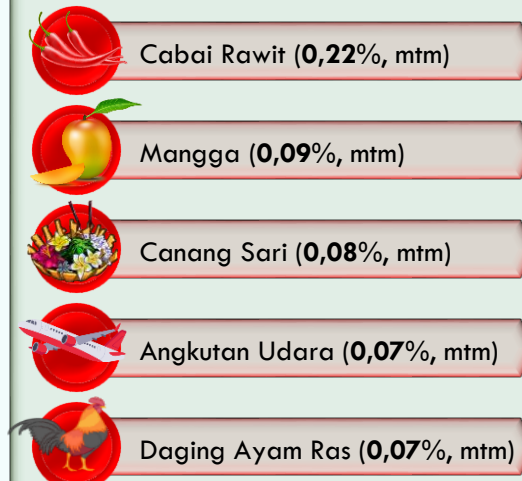 Cabai Rawit (0,22%, mtm)
Mangga (0,09%, mtm)
Canang Sari (0,08%, mtm)
Angkutan Udara (0,07%, mtm)
Daging Ayam Ras (0,07%, mtm)